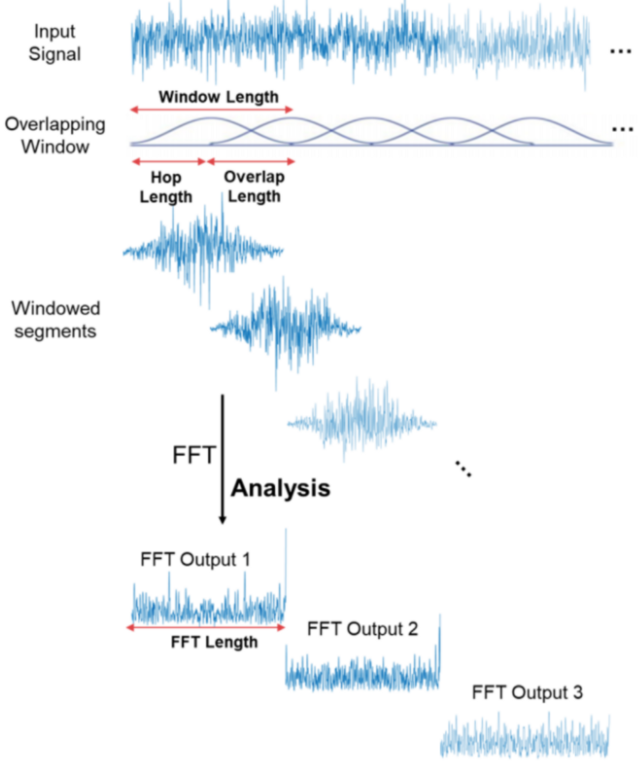 Input
Signal
...
Window Length
Overlapping
Window
...
Hop
Length
Overlap
Length
Windowed
segments
FFT
Analysis
FFT Output 1
FFT Length
FFT Output 2
FFT Output 3